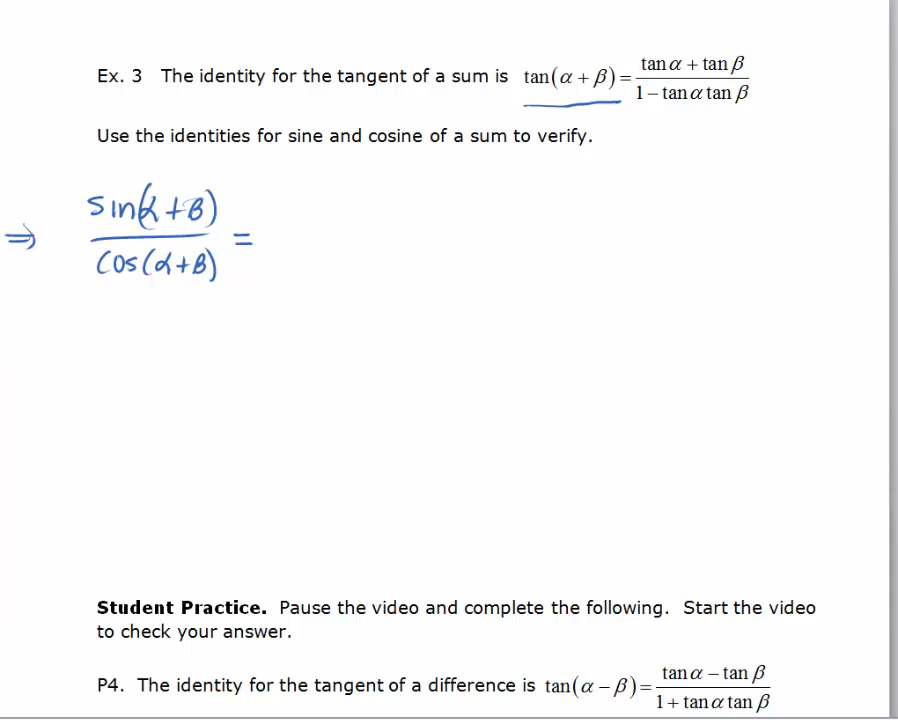 Ex. 3 The identity for the tangent of a sum is tan(α + β) = (tan α + tan β)/(1 − tan α tan β)
Use the identities for sine and cosine of a sum to verify.
⇒ sin(α+β)/cos(α+β) =
Student Practice. Pause the video and complete the following. Start the video
to check your answer.
P4. The identity for the tangent of a difference is tan(α − β) = (tan α − tan β)/(1 + tan α tan β)